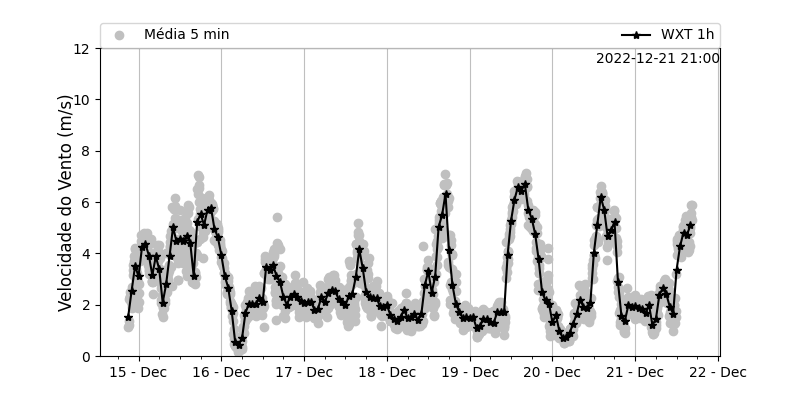 Média 5 min
WXT 1h
2022-12-21 21:00
Velocidade do Vento (m/s)
12
10
8
6
4
2
0
15 - Dec
16 - Dec
17 - Dec
18 - Dec
19 - Dec
20 - Dec
21 - Dec
22 - Dec